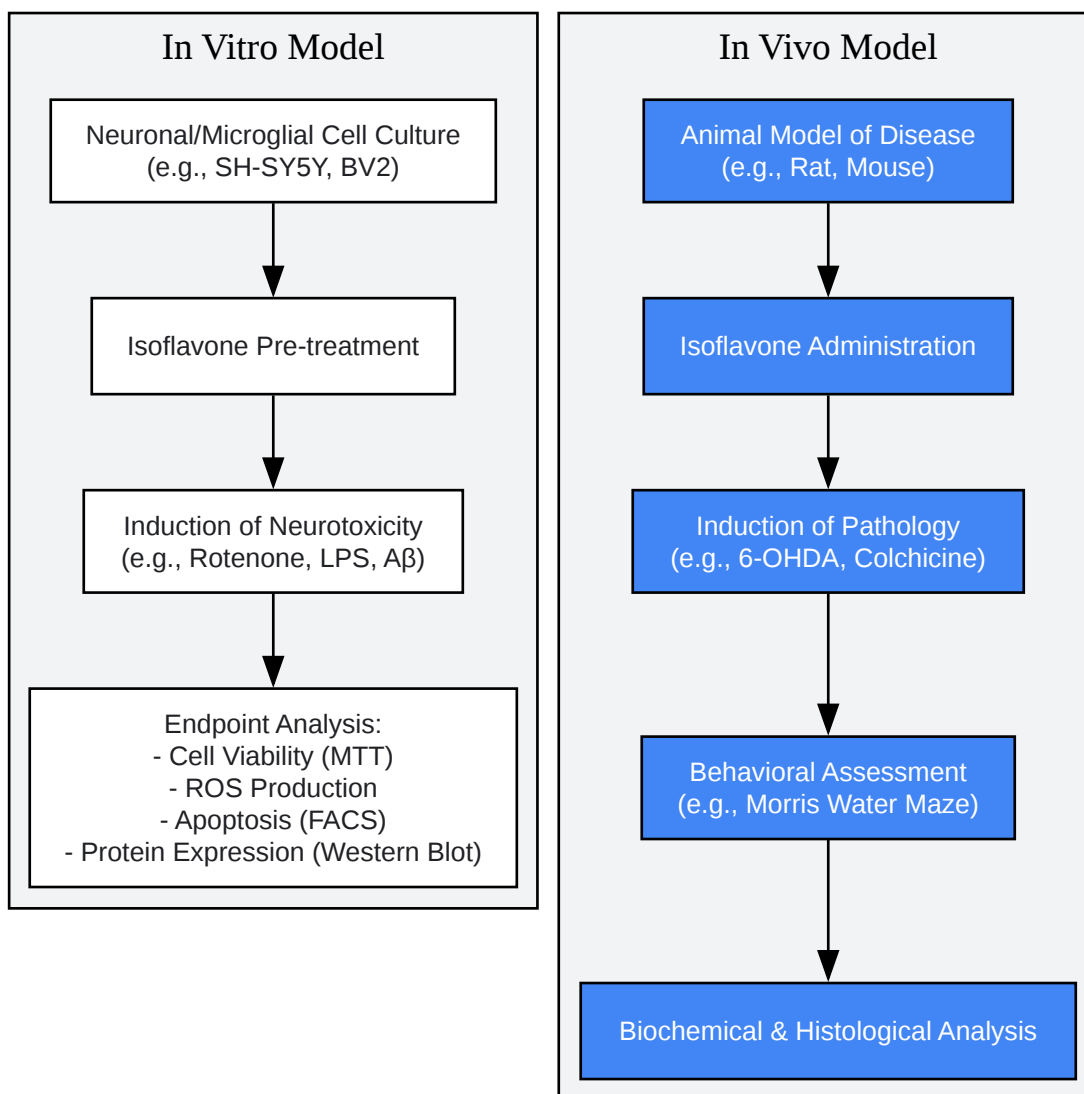 In Vitro Model
Neuronal/Microglial Cell Culture
(e.g., SH-SY5Y, BV2)
Isoflavone Pre-treatment
Induction of Neurotoxicity
(e.g., Rotenone, LPS, Aβ)
Endpoint Analysis:
- Cell Viability (MTT)
- ROS Production
- Apoptosis (FACS)
- Protein Expression (Western Blot)
In Vivo Model
Animal Model of Disease
(e.g., Rat, Mouse)
Isoflavone Administration
Induction of Pathology
(e.g., 6-OHDA, Colchicine)
Behavioral Assessment
(e.g., Morris Water Maze)
Biochemical & Histological Analysis